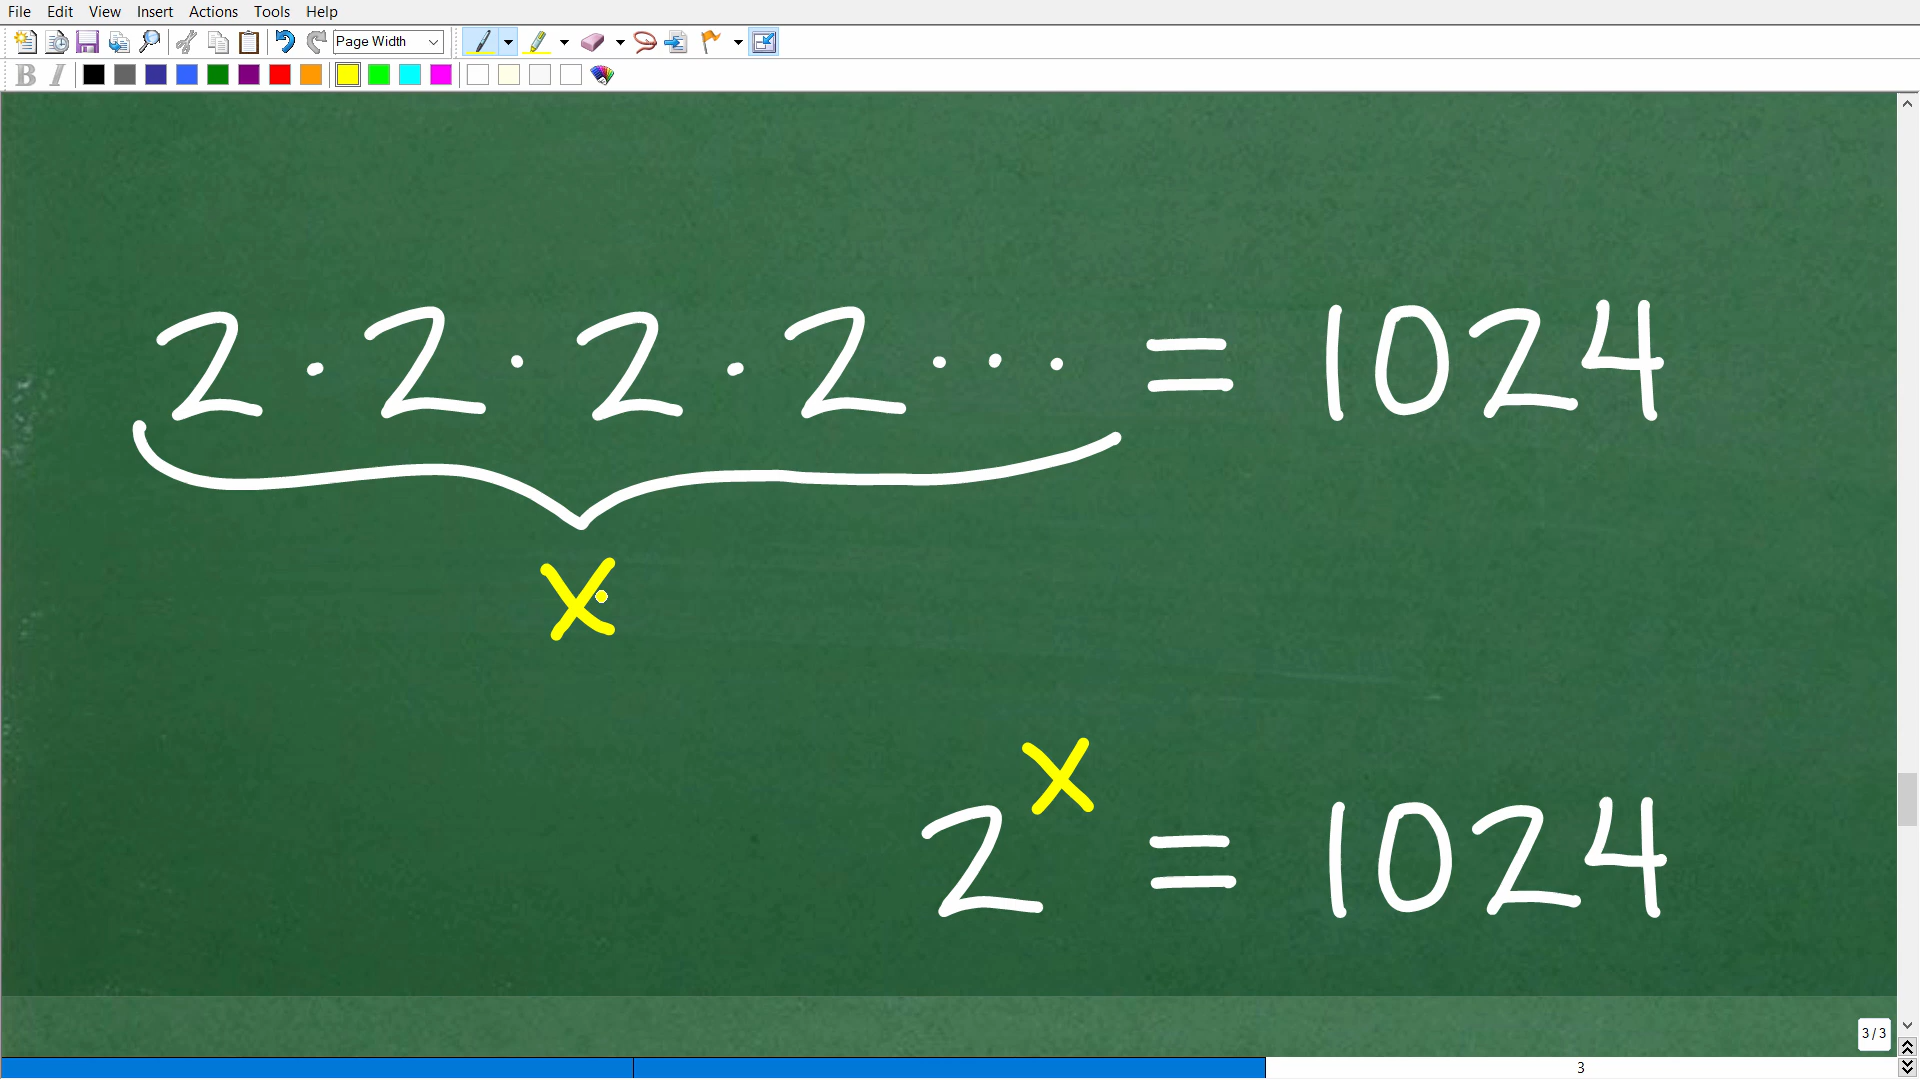 File Edit View Insert Actions Tools Help
Page Width
B I
2 · 2 · 2 · 2 · · · = 1024
x
2^x = 1024
3 / 3
3